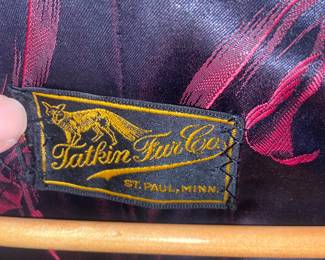 Tatkin Fur Co.
ST. PAUL, MINN.